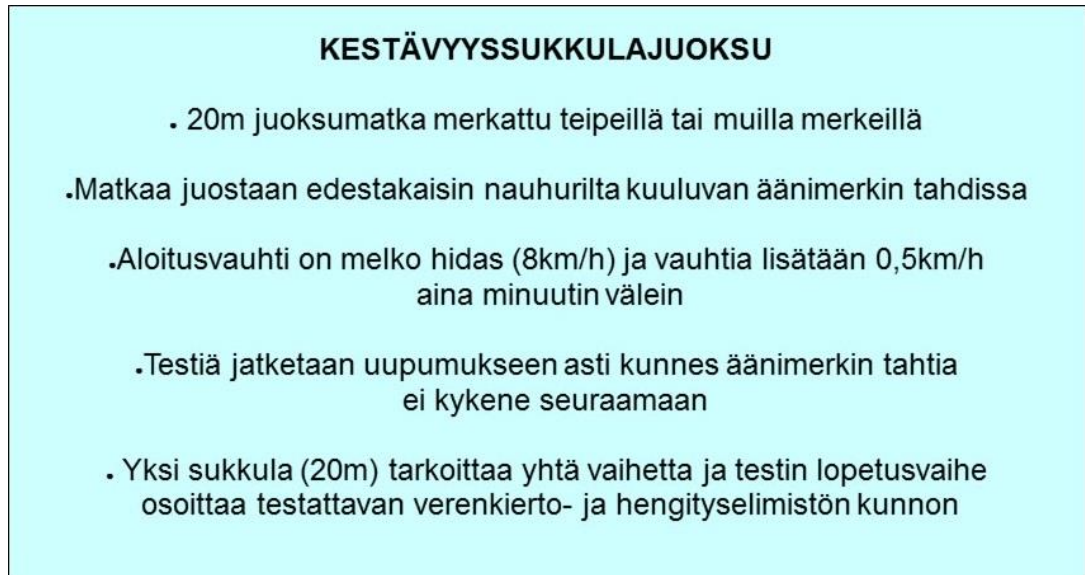 KESTÄVYYSSUKKULAJUOKSU
• 20m juoksumatka merkattu teipeillä tai muilla merkeillä
•Matkaa juostaan edestakaisin nauhurilta kuuluvan äänimerkin tahdissa
•Aloitusvauhti on melko hidas (8km/h) ja vauhtia lisätään 0,5km/h
aina minuutin välein
•Testiä jatketaan uupumukseen asti kunnes äänimerkin tahtia
ei kykene seuraamaan
• Yksi sukkula (20m) tarkoittaa yhtä vaihetta ja testin lopetusvaihe
osoittaa testattavan verenkierto- ja hengityselimistön kunnon